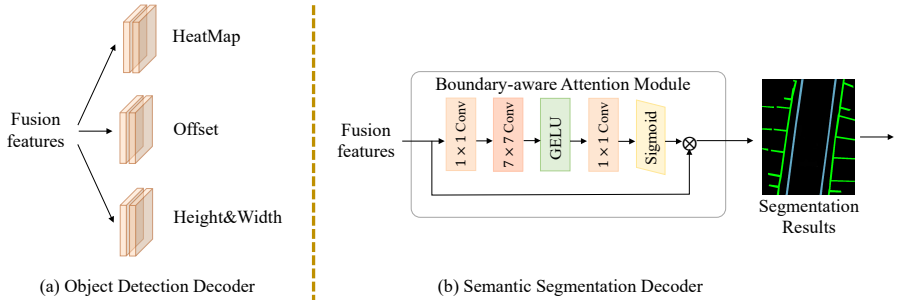 HeatMap
Fusion
features
Offset
Height&Width
(a) Object Detection Decoder
Boundary-aware Attention Module
Fusion
features
1 × 1 Conv
7 × 7 Conv
GELU
1 × 1 Conv
Sigmoid
Segmentation
Results
(b) Semantic Segmentation Decoder